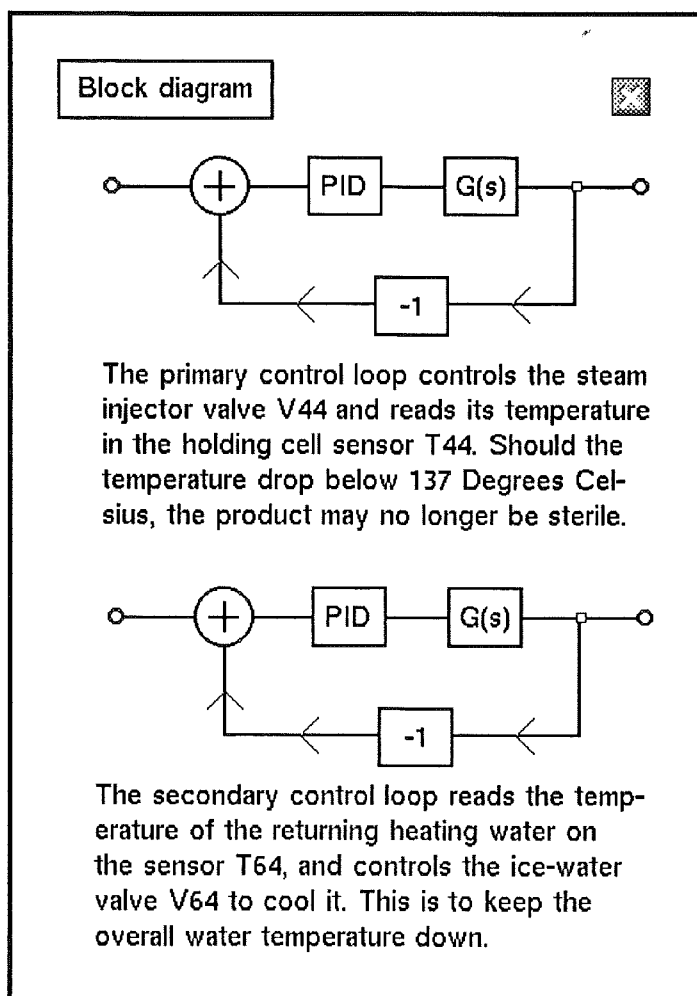 Block diagram
X
+ PID G(s)
-1
The primary control loop controls the steam
injector valve V44 and reads its temperature
in the holding cell sensor T44. Should the
temperature drop below 137 Degrees Cel-
sius, the product may no longer be sterile.
+ PID G(s)
-1
The secondary control loop reads the temp-
erature of the returning heating water on
the sensor T64, and controls the ice-water
valve V64 to cool it. This is to keep the
overall water temperature down.